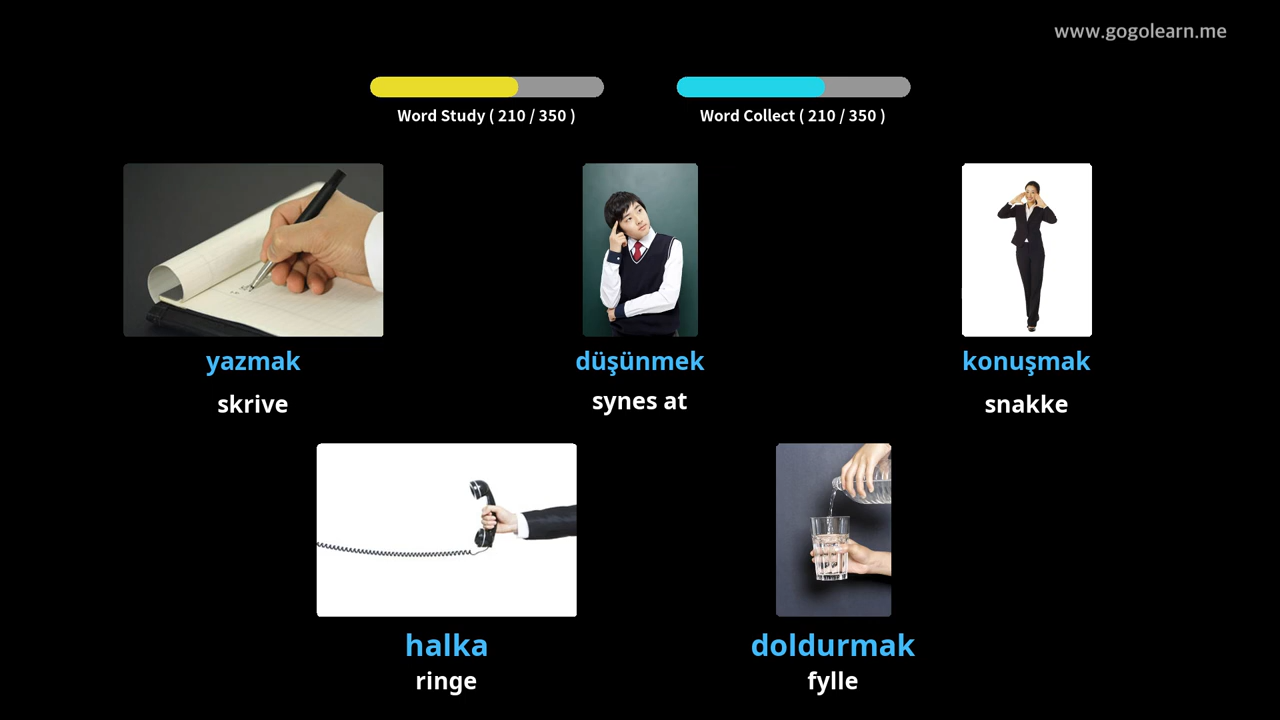 www.gogolearn.me
Word Study ( 210 / 350 )
Word Collect ( 210 / 350 )
yazmak
skrive
düşünmek
synes at
konuşmak
snakke
halka
ringe
doldurmak
fylle